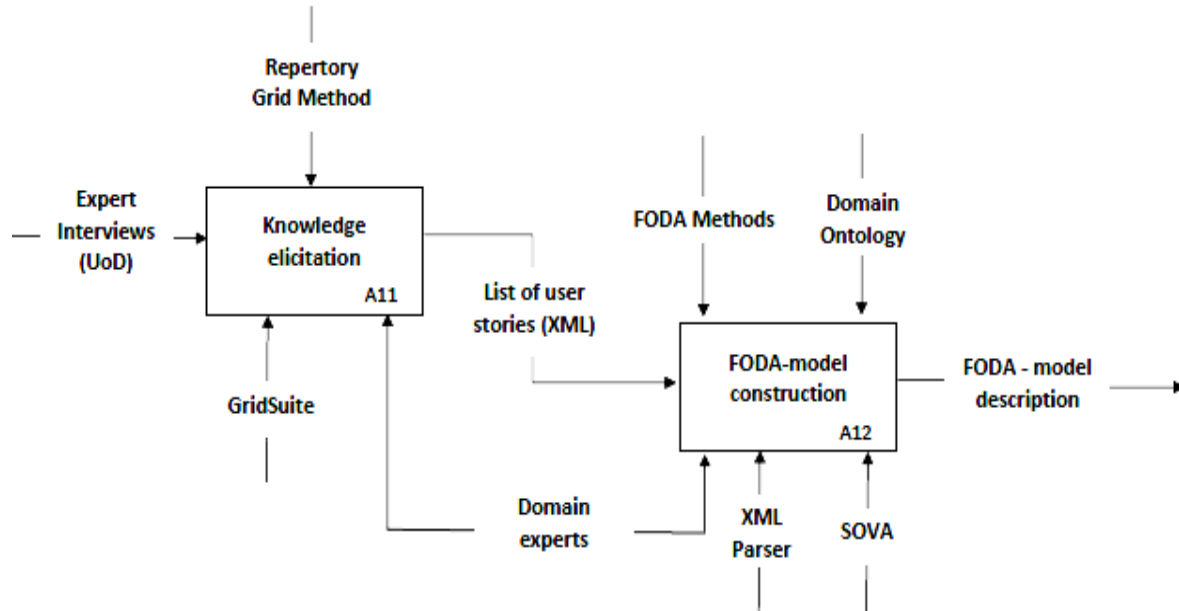 Repertory
Grid Method
Expert
Interviews
(UoD)
Knowledge
elicitation
A11
FODA Methods
Domain
Ontology
List of user
stories (XML)
GridSuite
FODA-model
construction
A12
FODA - model
description
Domain
experts
XML
Parser
SOVA